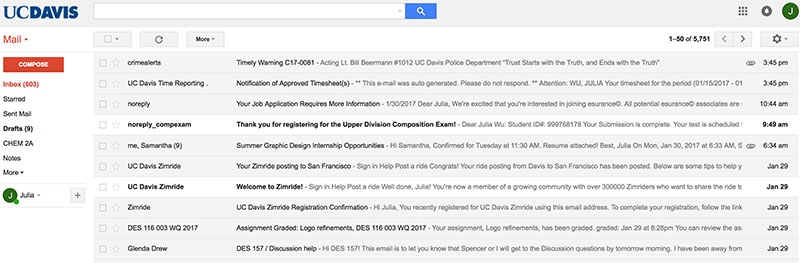 UCDAVIS
J
Mail
More
1–50 of 5,751
COMPOSE
Inbox (603)
Starred
Sent Mail
Drafts (9)
CHEM 2A
Notes
More
J Julia +
crimealerts Timely Warning C17-0081 - Acting Lt. Bill Beermann #1012 UC Davis Police Department "Trust Starts with the Truth, and Ends with the Truth" 3:45 pm
UC Davis Time Reporting . Notification of Approved Timesheet(s) - ** This e-mail was auto generated. Please do not respond. ** Attention: WU, JULIA Your timesheet for the period (01/15/2017 - 01 3:45 pm
noreply Your Job Application Requires More Information - 1/30/2017 Dear Julia Wu, We're excited that you're interested in joining esurance©. All potential esurance© associates are 10:44 am
noreply_compexam Thank you for registering for the Upper Division Composition Exam! - Dear Julia Wu: Student ID#: 999768178 Your Submission is complete. Your test is scheduled 9:49 am
me, Samantha (9) Summer Graphic Design Internship Opportunities - Hi Samantha, Confirmed for Tuesday at 11:30 AM. Resume attached! Best, Julia On Mon, Jan 30, 2017 at 6:33 AM, S 6:34 am
UC Davis Zimride Your Zimride posting to San Francisco - Sign in Help Post a ride Congrats! Your ride posting from Davis to San Francisco has been posted. Below are some tips to help y Jan 29
UC Davis Zimride Welcome to Zimride! - Sign in Help Post a ride Well done, Julia! You're now a member of a growing community with over 300000 Zimriders who want to share the ride to Jan 29
Zimride UC Davis Zimride Registration Confirmation - Hi Julia, You recently registered for UC Davis Zimride using this email address. To complete your registration, follow the link Jan 29
DES 116 003 WQ 2017 Assignment Graded: Logo refinements, DES 116 003 WQ 2017 - Your assignment, Logo refinements, has been graded. graded: Jan 29 at 8:28pm You can review the ass Jan 29
Glenda Drew DES 157 / Discussion help - Hi DES 157! This email is to let you know that Spencer or I will get to the Discussion questions by tomorrow morning. I have been away from Jan 29